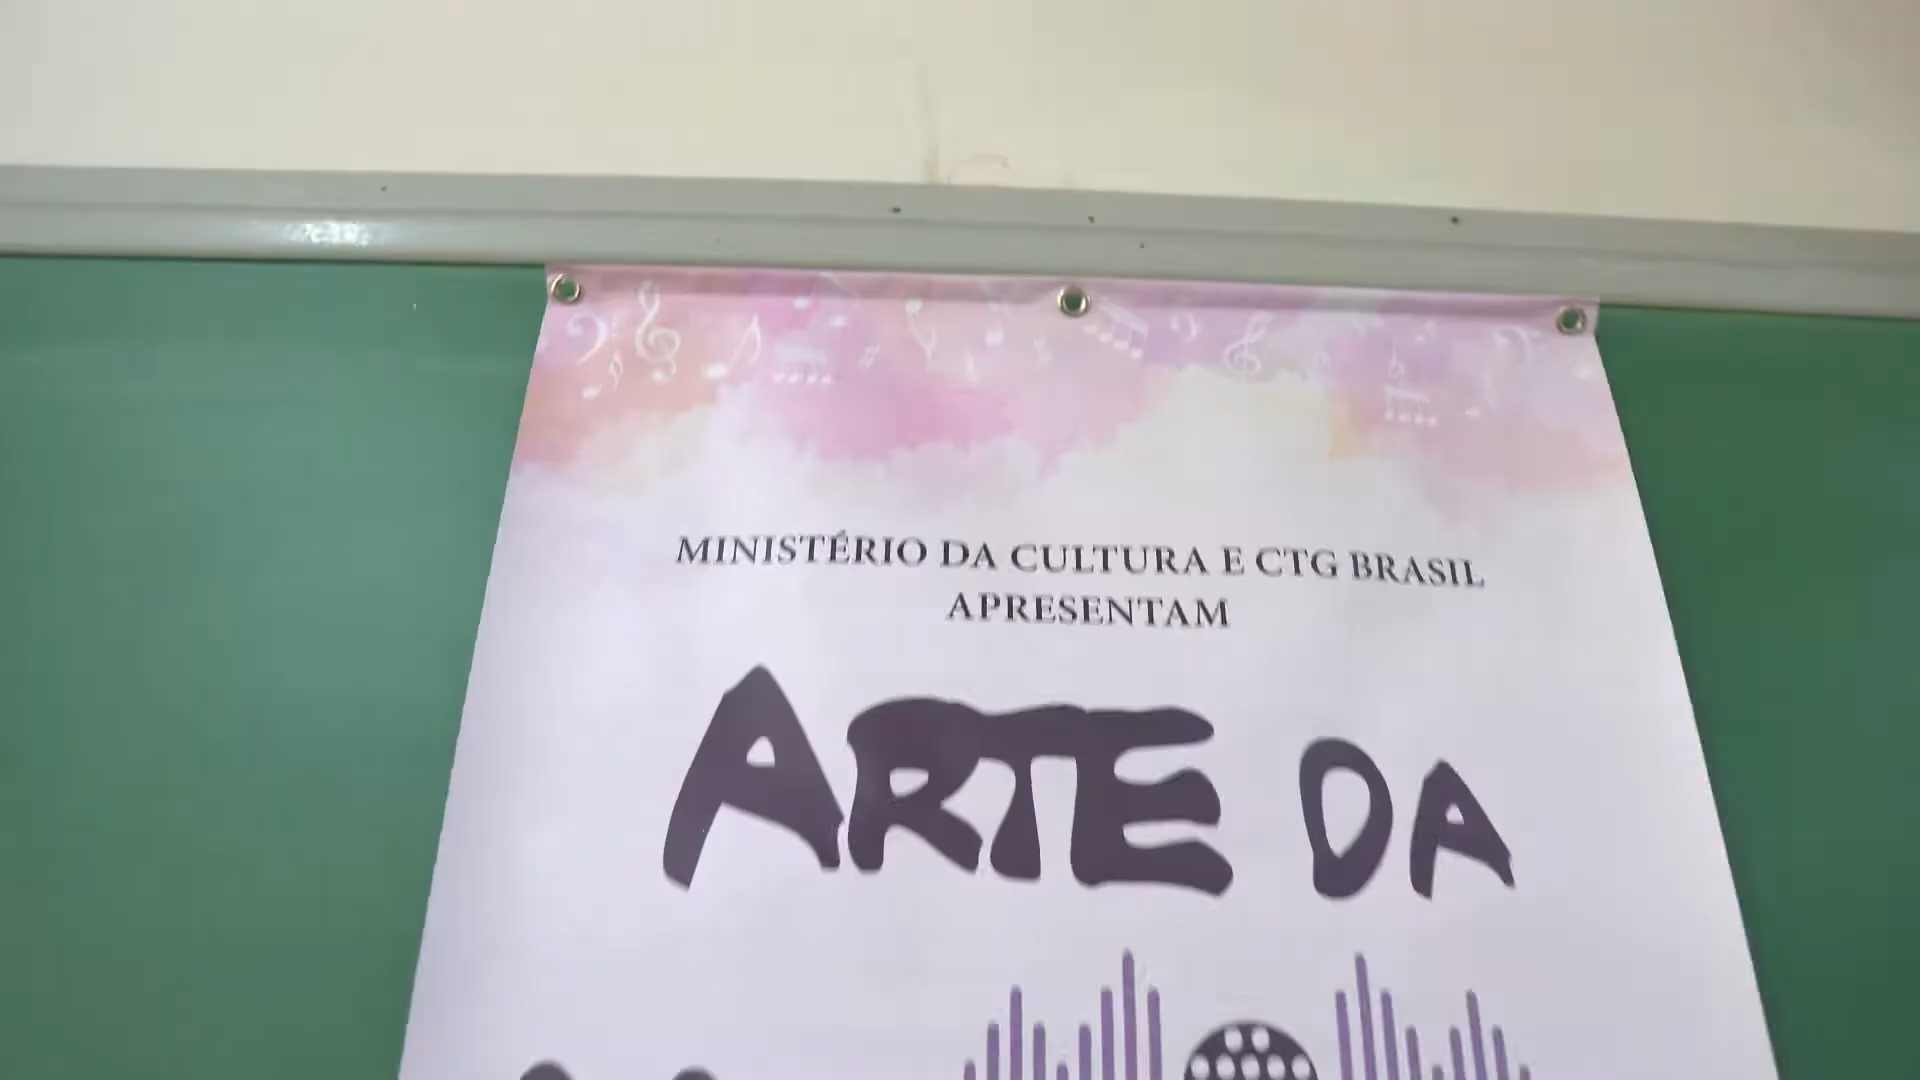 MINISTÉRIO DA CULTURA E CTG BRASIL
APRESENTAM
ARTE DA